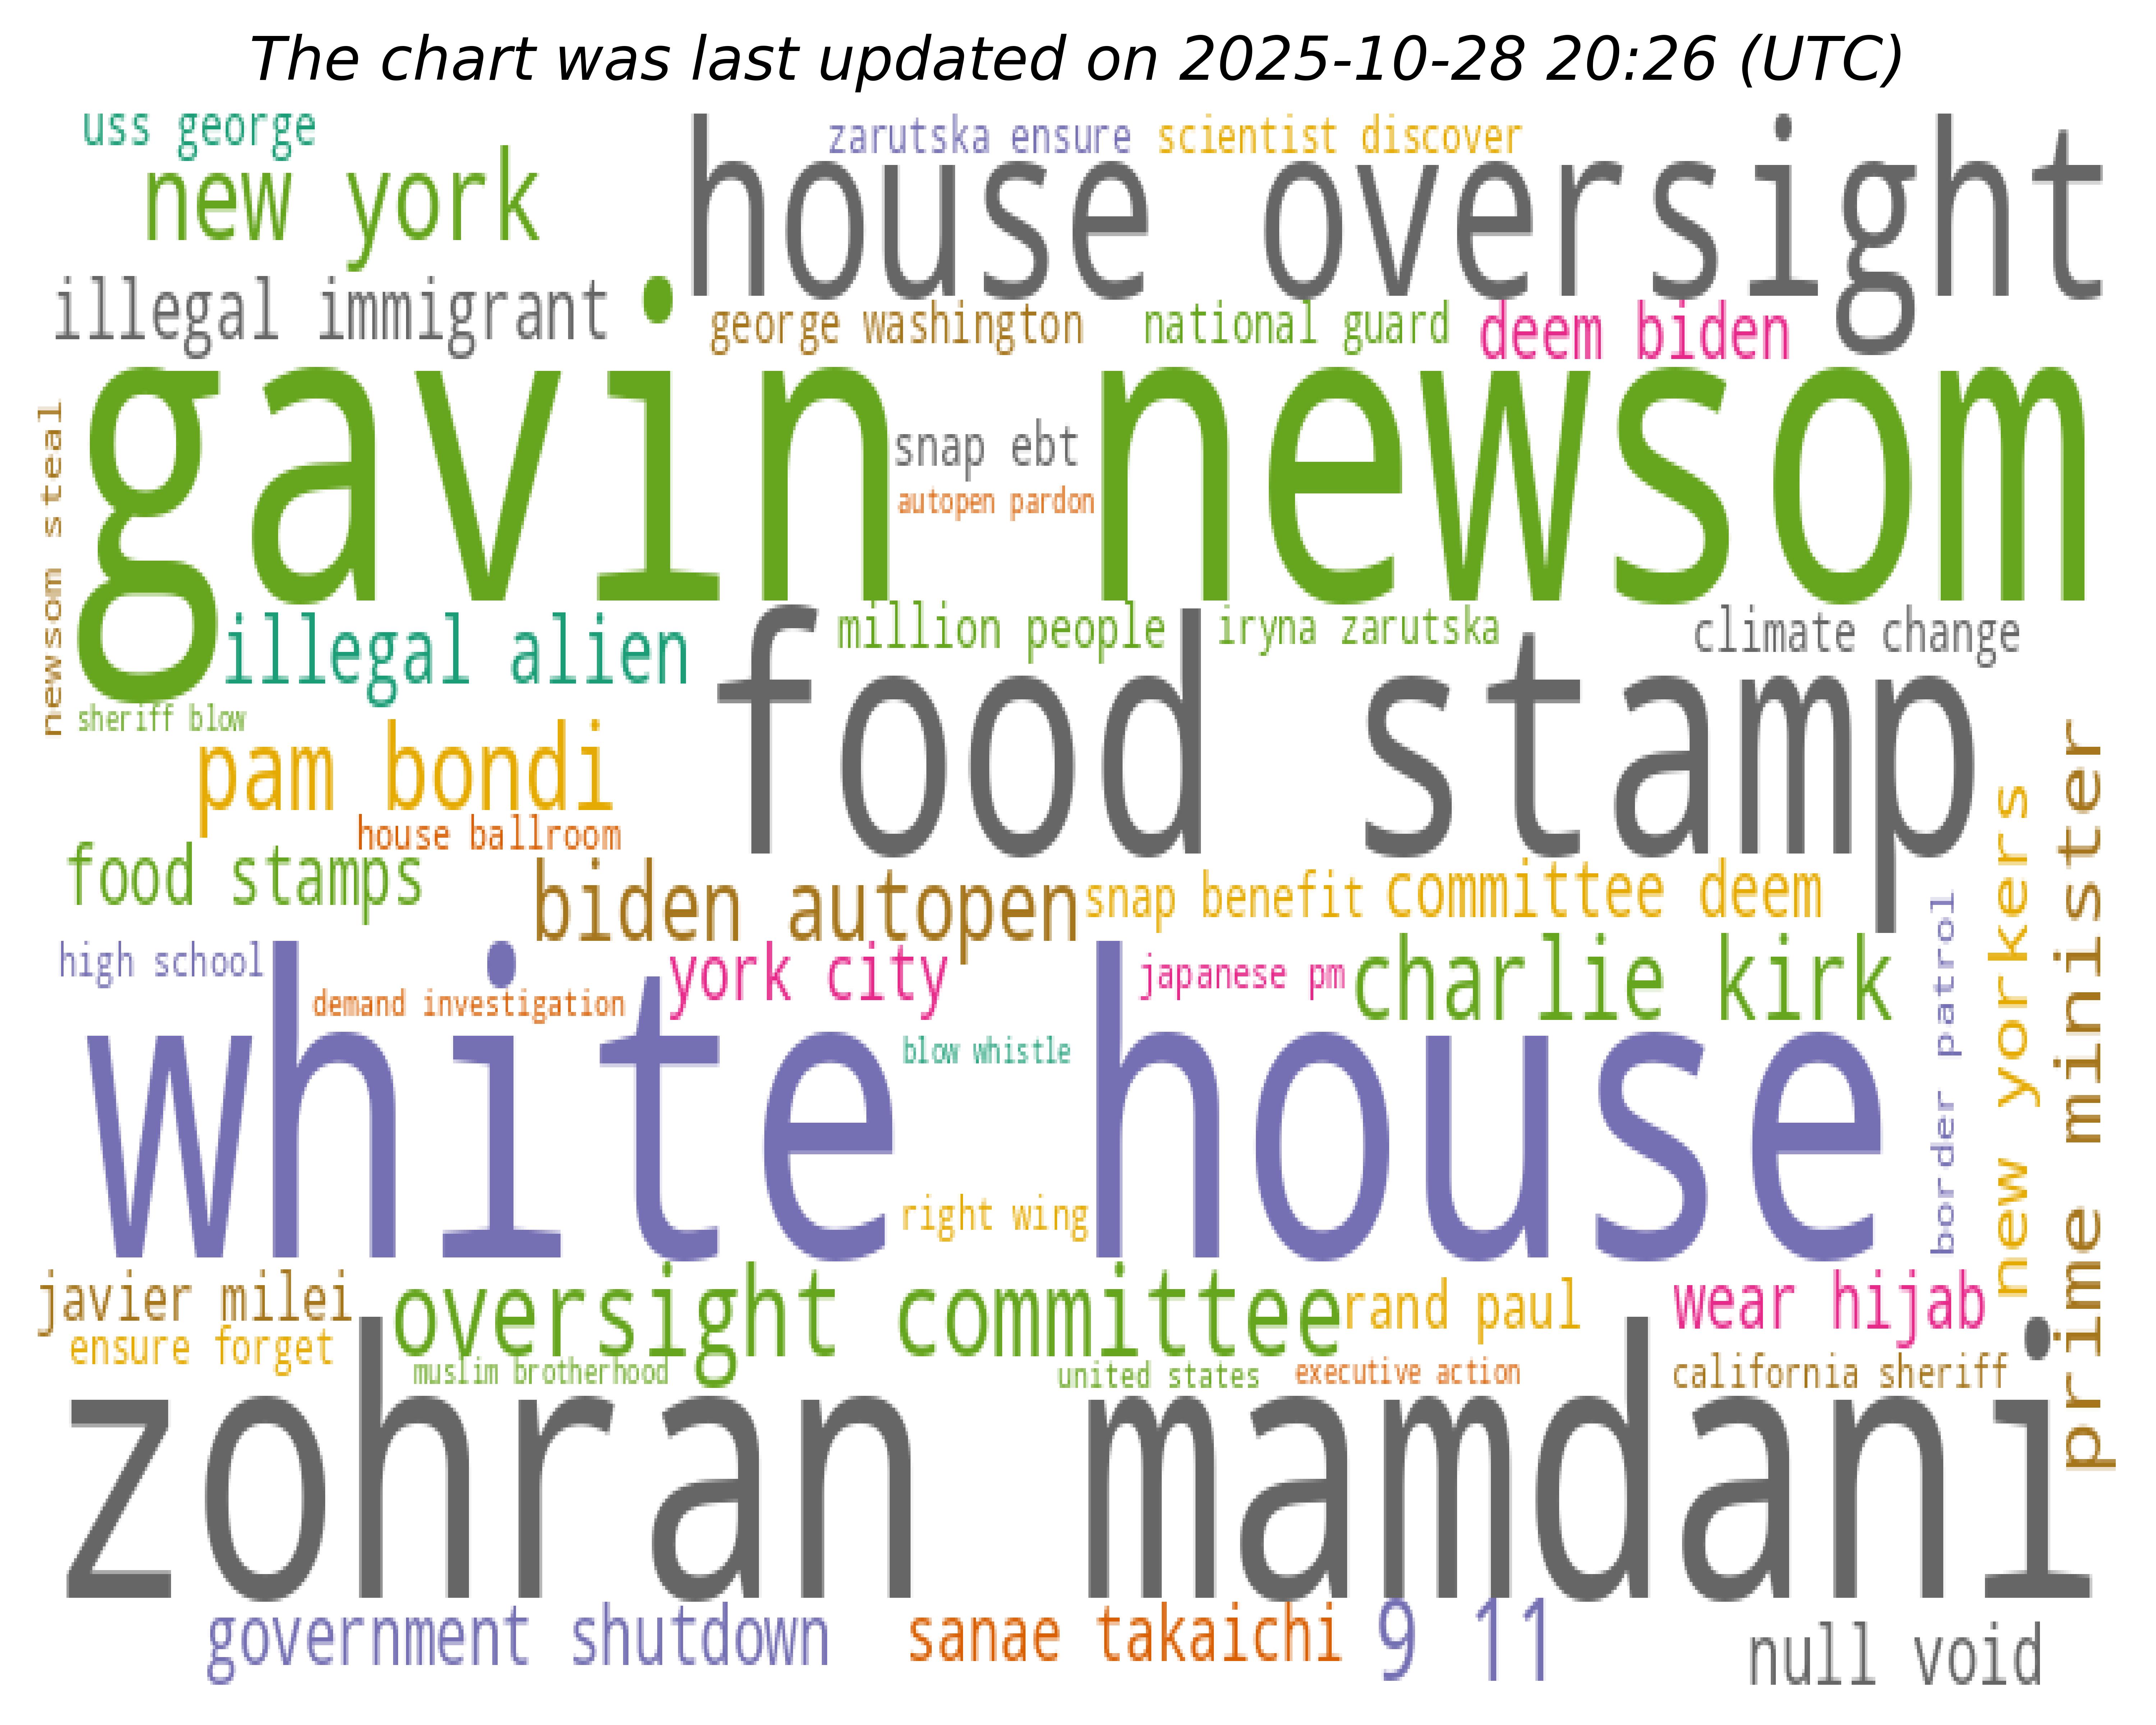 The chart was last updated on 2025-10-28 20:26 (UTC)
uss george
zarutska ensure
scientist discover
new york
house oversight
illegal immigrant
george washington
national guard
deem biden
gavin newsom
snap ebt
autopen pardon
newsom steal
illegal alien
million people
iryna zarutska
climate change
food stamp
sheriff blow
pam bondi
house ballroom
food stamps
biden autopen
snap benefit
committee deem
high school
demand investigation
york city
japanese pm
charlie kirk
white house
blow whistle
right wing
border patrol
new yorkers
prime minister
javier milei
oversight committee
rand paul
wear hijab
ensure forget
muslim brotherhood
united states
executive action
california sheriff
zohran mamdani
government shutdown
sanae takaichi
9 11
null void